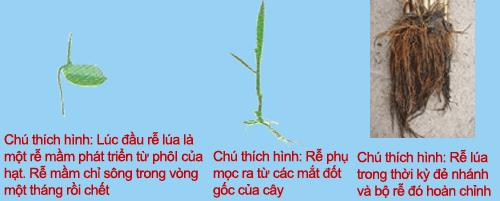 Chú thích hình: Lúc đầu rễ lúa là
một rễ mầm phát triển từ phôi của
hạt. Rễ mầm chỉ sông trong vòng
một tháng rồi chết
Chú thích hình: Rễ phụ
mọc ra từ các mắt đốt
gốc của cây
Chú thích hình: Rễ lúa
trong thời kỳ đẻ nhánh
và bộ rễ đó hoàn chỉnh